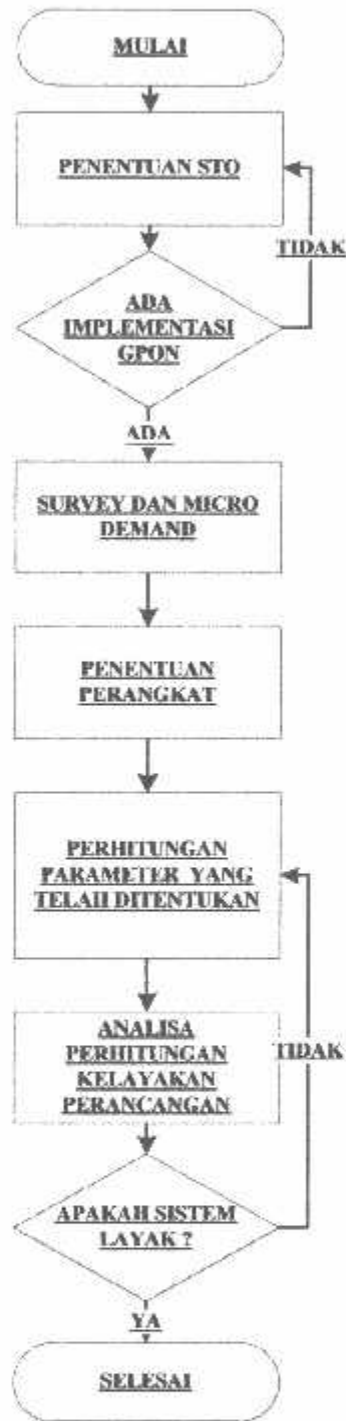 MULAI
PENENTUAN STO
TIDAK
ADA
IMPLEMENTASI
GPON
ADA
SURVEY DAN MICRO
DEMAND
PENENTUAN
PERANGKAT
PERHITUNGAN
PARAMETER YANG
TELAH DITENTUKAN
ANALISA
PERHITUNGAN
KELAYAKAN
PERANCANGAN
TIDAK
APAKAH SISTEM
LAYAK ?
YA
SELESAI